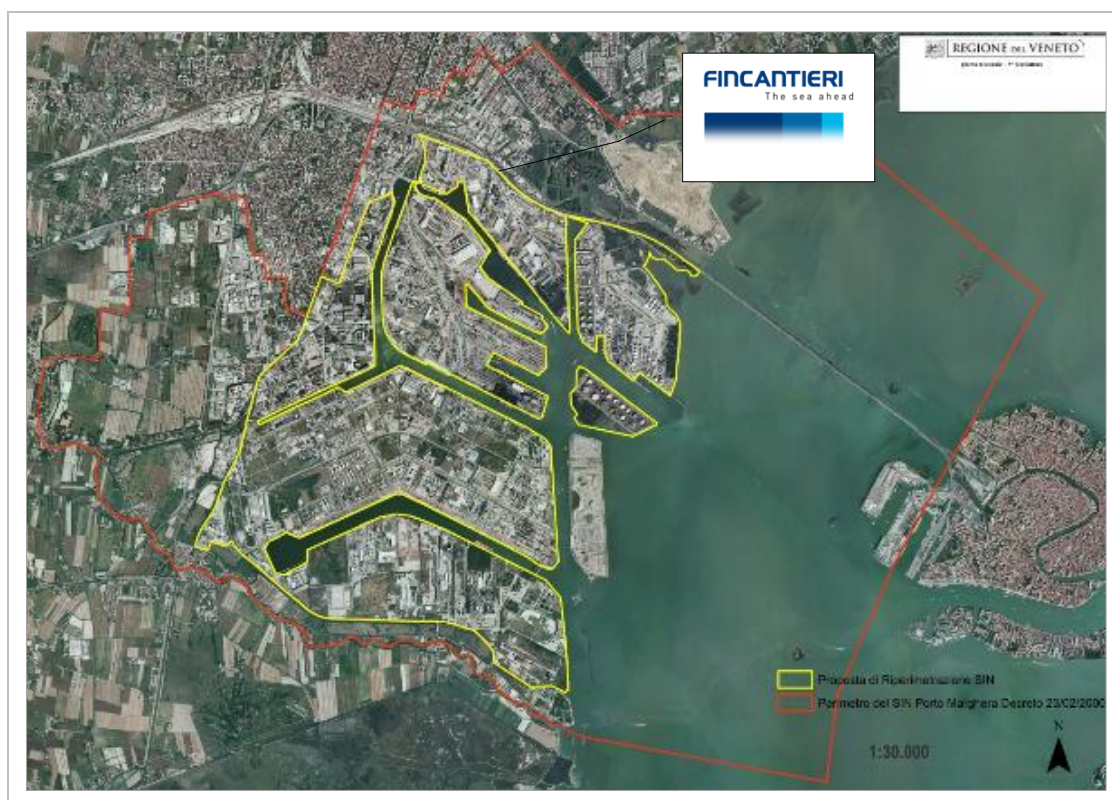 FINCANTIERI
The sea ahead
REGIONE DEL VENETO
Proposta di Riperimetrazione SIN
Perimetro del SIN Porto Marghera Decreto 23/02/2000
N
1:30.000